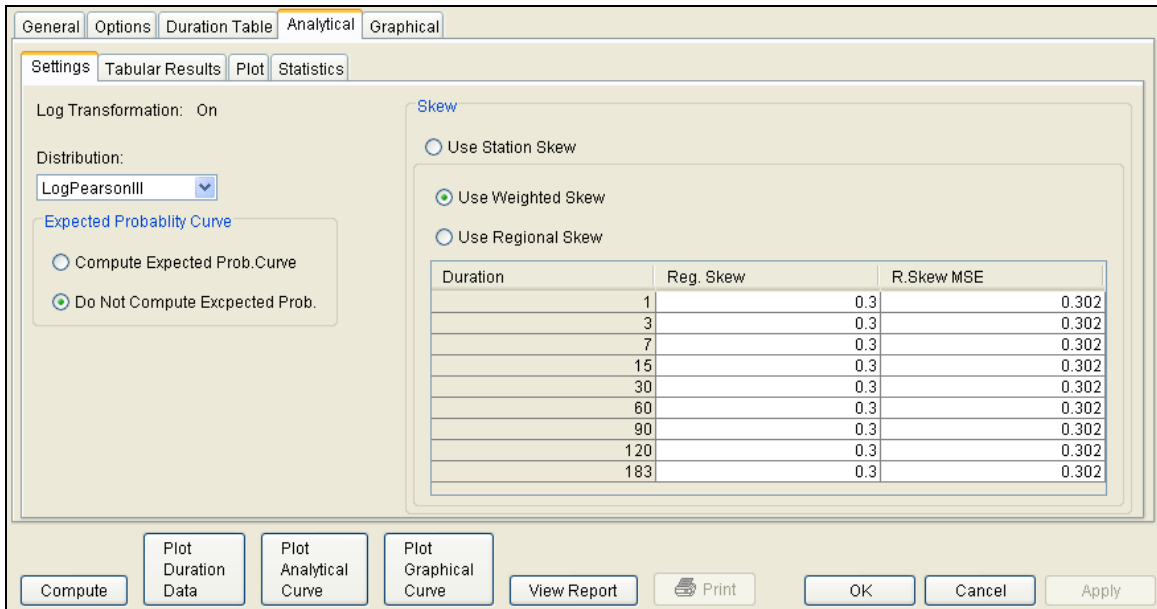 General Options Duration Table Analytical Graphical
Settings Tabular Results Plot Statistics
Log Transformation: On
Distribution:
LogPearsonIII
Expected Probablity Curve
Compute Expected Prob.Curve
Do Not Compute Excpected Prob.
Skew
Use Station Skew
Use Weighted Skew
Use Regional Skew
Duration Reg. Skew R.Skew MSE
1 0.3 0.302
3 0.3 0.302
7 0.3 0.302
15 0.3 0.302
30 0.3 0.302
60 0.3 0.302
90 0.3 0.302
120 0.3 0.302
183 0.3 0.302
Compute
Plot
Duration
Data
Plot
Analytical
Curve
Plot
Graphical
Curve
View Report
Print
OK
Cancel
Apply